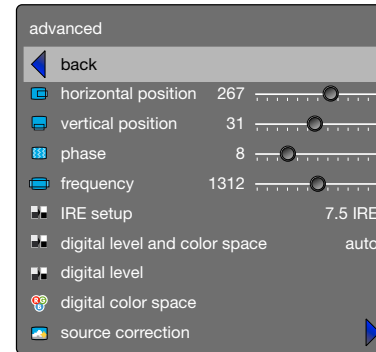 advanced
back
horizontal position 267
vertical position 31
phase 8
frequency 1312
IRE setup 7.5 IRE
digital level and color space auto
digital level
digital color space
source correction